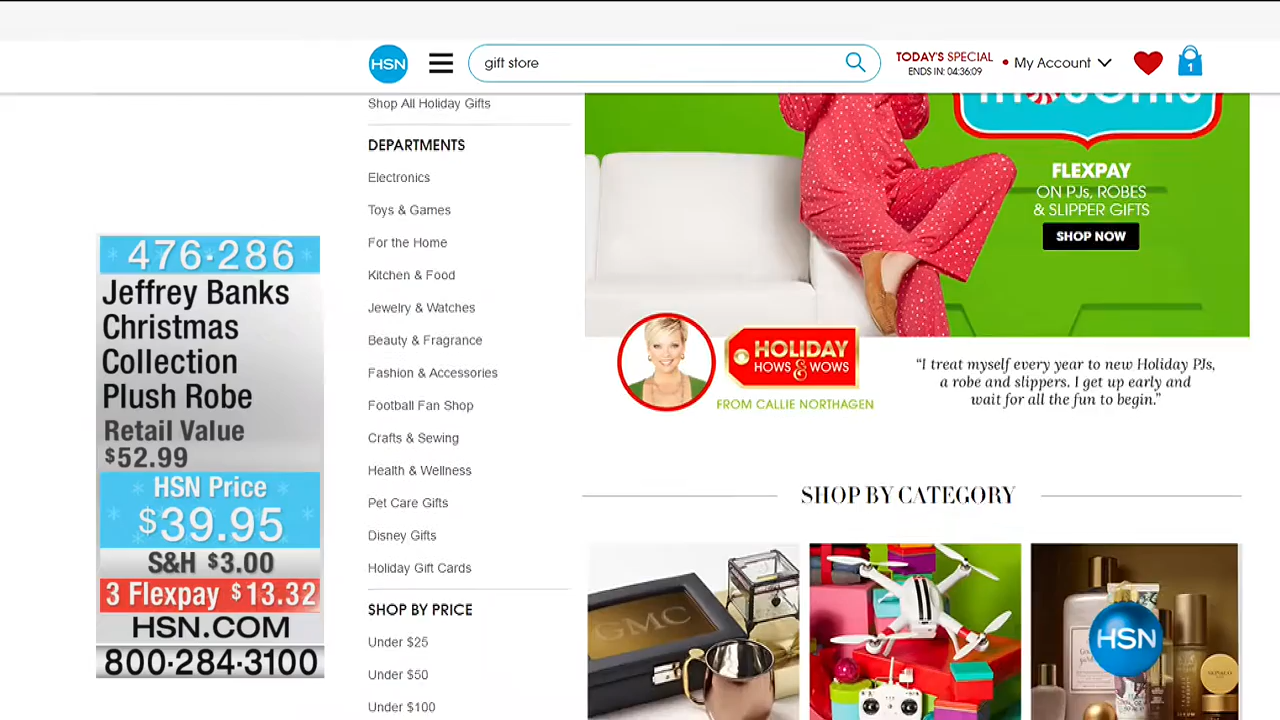 HSN
gift store
TODAY'S SPECIAL
ENDS IN: 04:36:09
My Account
1
Shop All Holiday Gifts
DEPARTMENTS
Electronics
Toys & Games
For the Home
Kitchen & Food
Jewelry & Watches
Beauty & Fragrance
Fashion & Accessories
Football Fan Shop
Crafts & Sewing
Health & Wellness
Pet Care Gifts
Disney Gifts
Holiday Gift Cards
SHOP BY PRICE
Under $25
Under $50
Under $100
476·286
Jeffrey Banks
Christmas
Collection
Plush Robe
Retail Value
$52.99
HSN Price
$39.95
S&H $3.00
3 Flexpay $13.32
HSN.COM
800·284·3100
FLEXPAY
ON PJs, ROBES
& SLIPPER GIFTS
SHOP NOW
HOLIDAY
HOWS & WOWS
FROM CALLIE NORTHAGEN
“I treat myself every year to new Holiday PJs,
a robe and slippers. I get up early and
wait for all the fun to begin.”
SHOP BY CATEGORY
GMC
HSN